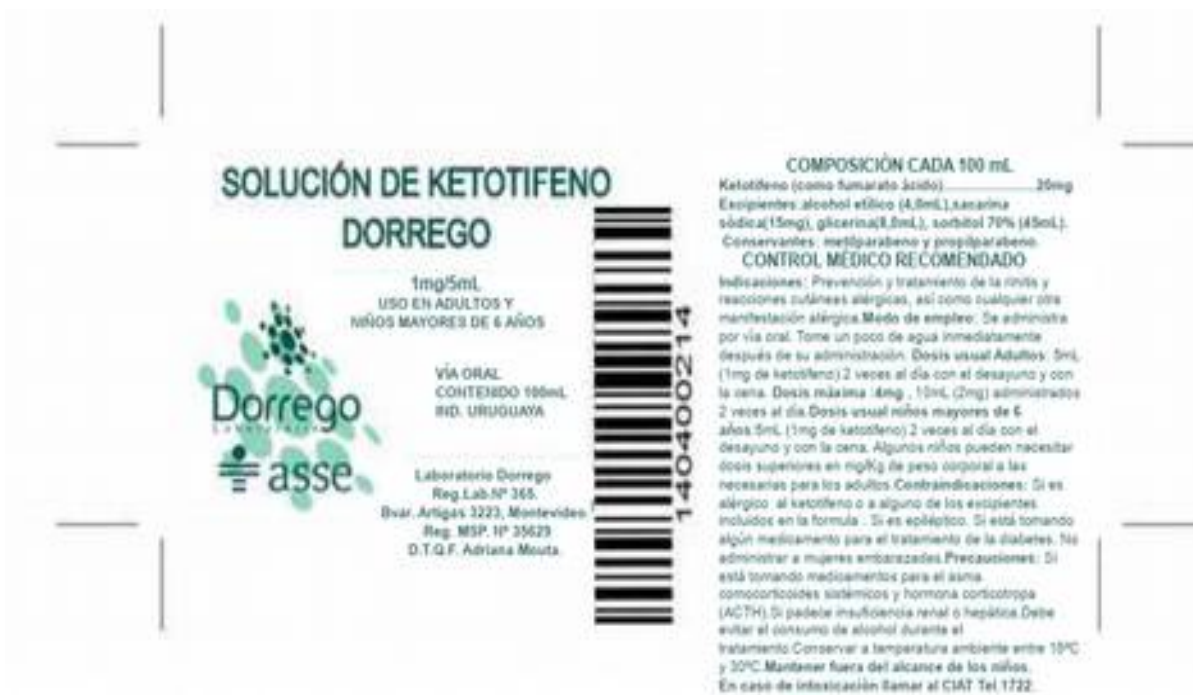 SOLUCIÓN DE KETOTIFENO
DORREGO
1mg/5mL
USO EN ADULTOS Y
NIÑOS MAYORES DE 6 AÑOS
VÍA ORAL
CONTENIDO 100mL
IND. URUGUAYA
Dorrego
asse
Laboratorio Dorrego
Reg.Lab.Nº 365.
Bvar. Artigas 3223, Montevideo
Reg. MSP. Nº 35629
D.T.Q.F. Adriana Mouta.
1404000214
COMPOSICIÓN CADA 100 mL
Ketotifeno (como fumarato ácido) 20mg
Excipientes: alcohol etílico (4,0mL),sacarina
sódica(15mg), glicerina(8,0mL), sorbitol 70% (45mL).
Conservantes: metilparabeno y propilparabeno.
CONTROL MÉDICO RECOMENDADO
Indicaciones: Prevención y tratamiento de la rinitis y
reacciones cutáneas alérgicas, así como cualquier otra
manifestación alérgica.Modo de empleo: Se administra
por vía oral. Tome un poco de agua inmediatamente
después de su administración. Dosis usual Adultos: 5mL
(1mg de ketotifeno) 2 veces al día con el desayuno y con
la cena. Dosis máxima :4mg , 10mL (2mg) administrados
2 veces al día.Dosis usual niños mayores de 6
años:5mL (1mg de ketotifeno) 2 veces al día con el
desayuno y con la cena. Algunos niños pueden necesitar
dosis superiores en mg/Kg de peso corporal a las
necesarias para los adultos.Contraindicaciones: Si es
alérgico al ketotifeno o a alguno de los excipientes
incluidos en la formula . Si es epiléptico. Si está tomando
algún medicamento para el tratamiento de la diabetes. No
administrar a mujeres embarazadas.Precauciones: Si
está tomando medicamentos para el asma
sistémicos y hormona corticotropa
(ACTH).Si padece insuficiencia renal o hepática.Debe
evitar el consumo de alcohol durante el
tratamiento.Conservar a temperatura ambiente entre 15ºC
y 30ºC.Mantener fuera del alcance de los niños.
En caso de intoxicación llamar al CIAT Tel 1722.